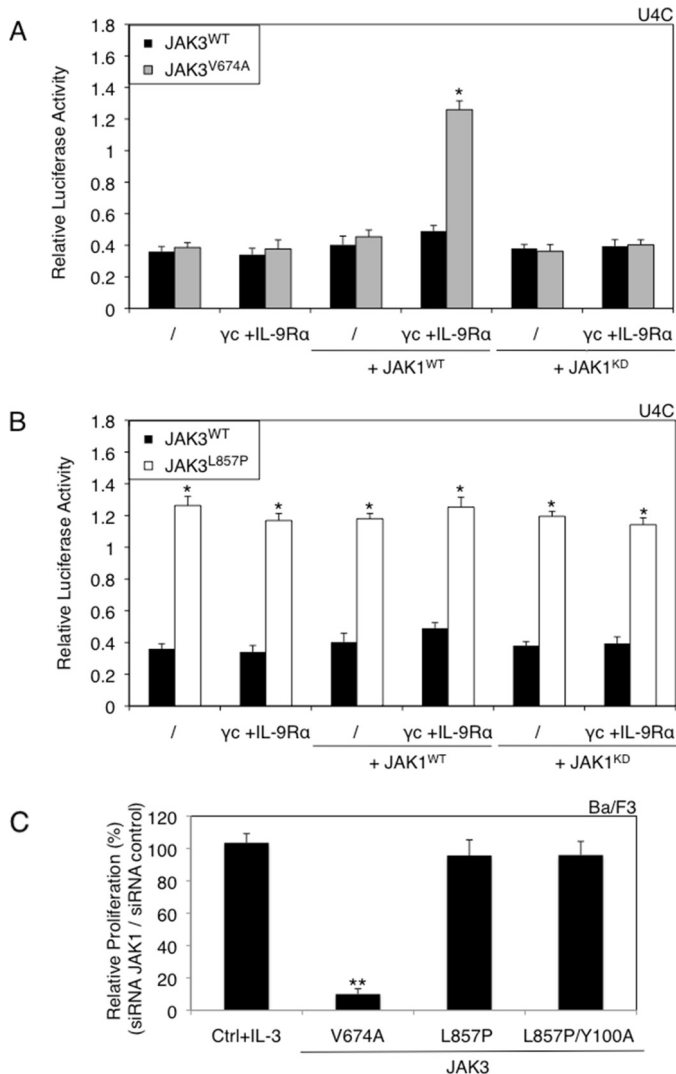 A
U4C
JAK3WT
JAK3V674A
Relative Luciferase Activity
1.8
1.6
1.4
1.2
1
0.8
0.6
0.4
0.2
0
*
/ γc +IL-9Rα / γc +IL-9Rα / γc +IL-9Rα
+ JAK1WT + JAK1KD
B
U4C
JAK3WT
JAK3L857P
Relative Luciferase Activity
1.8
1.6
1.4
1.2
1
0.8
0.6
0.4
0.2
0
* * * * * *
/ γc +IL-9Rα / γc +IL-9Rα / γc +IL-9Rα
+ JAK1WT + JAK1KD
C
Ba/F3
Relative Proliferation (%)
(siRNA JAK1 / siRNA control)
120
100
80
60
40
20
0
**
Ctrl+IL-3 V674A L857P L857P/Y100A
JAK3